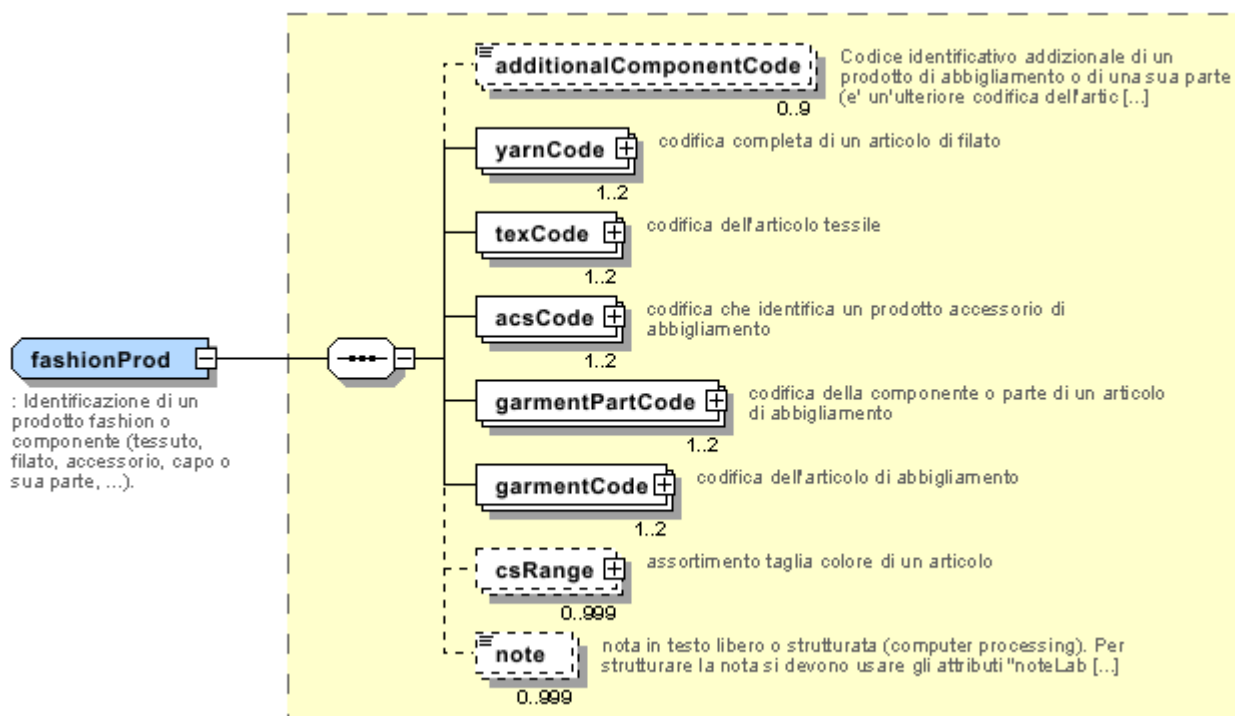 additionalComponentCode
0..9
Codice identificativo addizionale di un
prodotto di abbigliamento o di una sua parte
(e' un'ulteriore codifica dell'artic [...]
yarnCode
1..2
codifica completa di un articolo di filato
texCode
1..2
codifica dell'articolo tessile
acsCode
1..2
codifica che identifica un prodotto accessorio di
abbigliamento
fashionProd
: Identificazione di un
prodotto fashion o
componente (tessuto,
filato, accessorio, capo o
sua parte, ...).
garmentPartCode
1..2
codifica della componente o parte di un articolo
di abbigliamento
garmentCode
1..2
codifica dell'articolo di abbigliamento
csRange
0..999
assortimento taglia colore di un articolo
note
0..999
nota in testo libero o strutturata (computer processing). Per
strutturare la nota si devono usare gli attributi "noteLab [...]